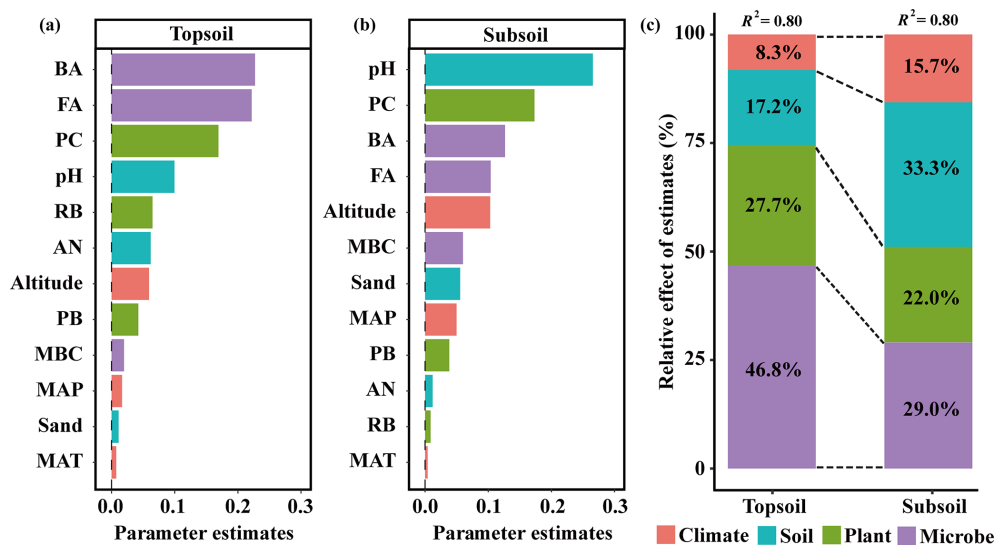 (a)
Topsoil
BA
FA
PC
pH
RB
AN
Altitude
PB
MBC
MAP
Sand
MAT
0.0 0.1 0.2 0.3
Parameter estimates
(b)
Subsoil
pH
PC
BA
FA
Altitude
MBC
Sand
MAP
PB
AN
RB
MAT
0.0 0.1 0.2 0.3
Parameter estimates
(c)
R² = 0.80 R² = 0.80
Relative effect of estimates (%)
100
75
50
25
0
8.3%
17.2%
27.7%
46.8%
15.7%
33.3%
22.0%
29.0%
Topsoil Subsoil
Climate Soil Plant Microbe